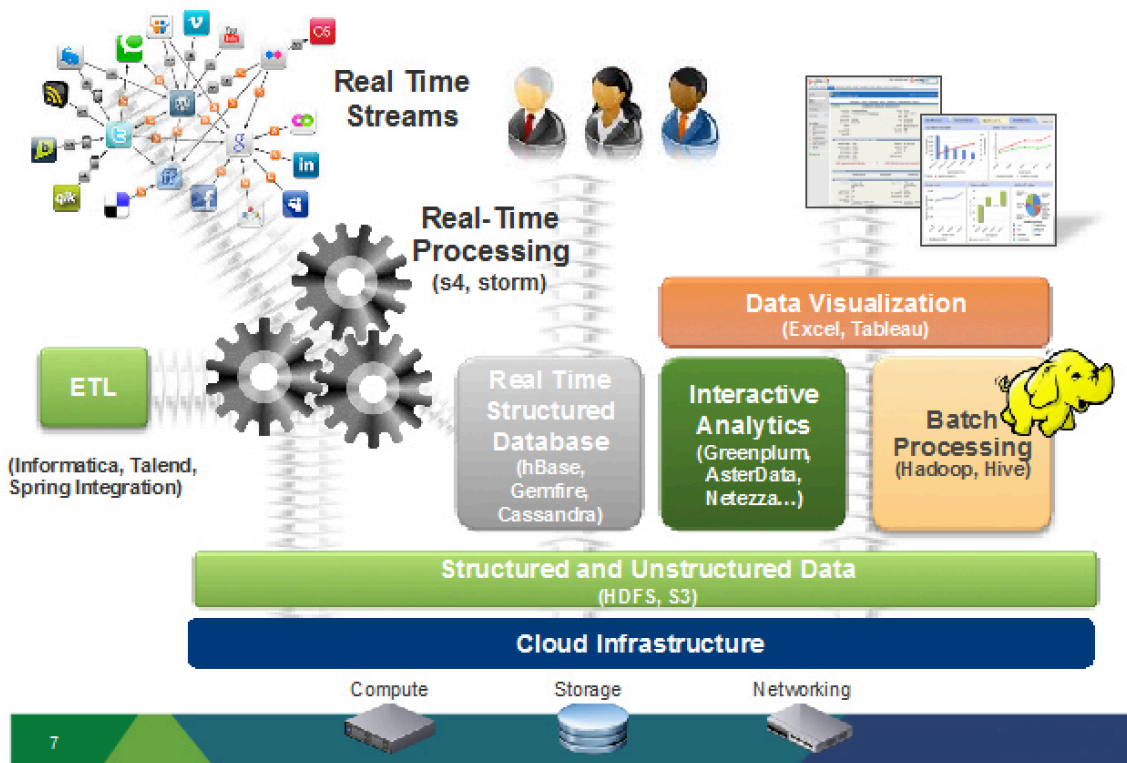 Real Time
Streams
Real-Time
Processing
(s4, storm)
Data Visualization
(Excel, Tableau)
ETL
(Informatica, Talend,
Spring Integration)
Real Time
Structured
Database
(hBase,
Gemfire,
Cassandra)
Interactive
Analytics
(Greenplum,
AsterData,
Netezza...)
Batch
Processing
(Hadoop, Hive)
Structured and Unstructured Data
(HDFS, S3)
Cloud Infrastructure
Compute
Storage
Networking
7